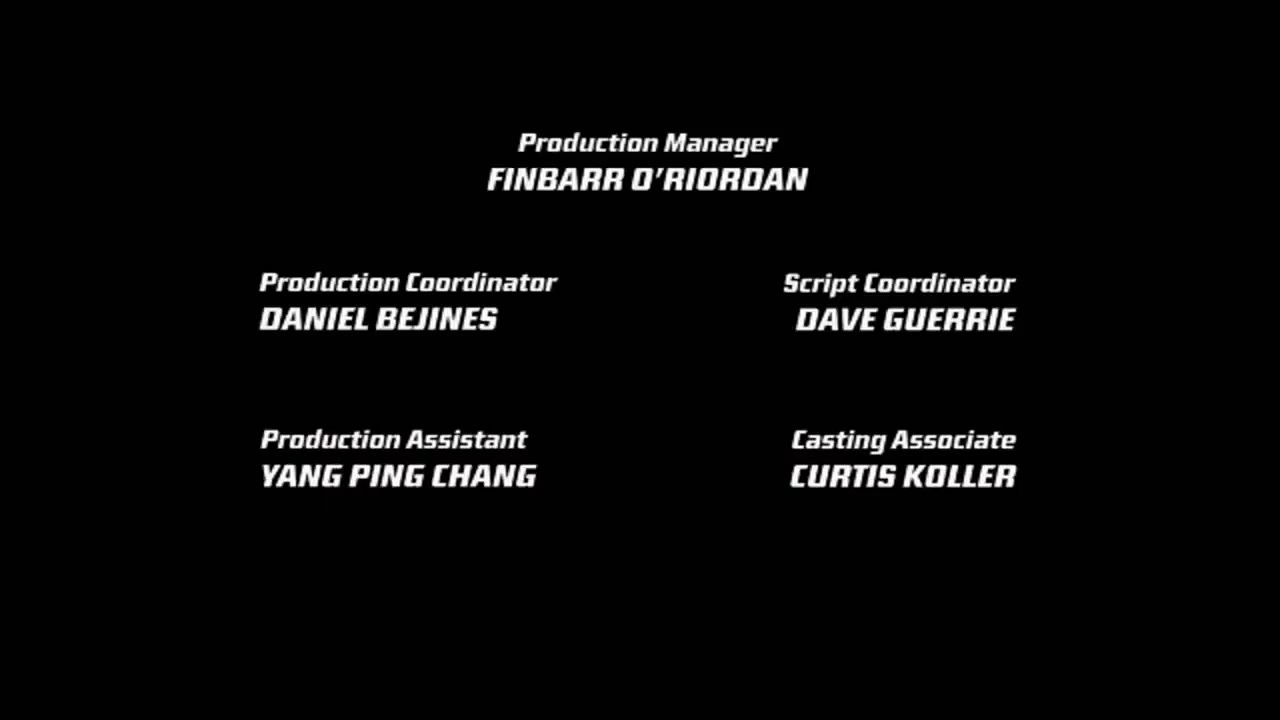 Production Manager
FINBARR O'RIORDAN
Production Coordinator
DANIEL BEJINES
Script Coordinator
DAVE GUERRIE
Production Assistant
YANG PING CHANG
Casting Associate
CURTIS KOLLER